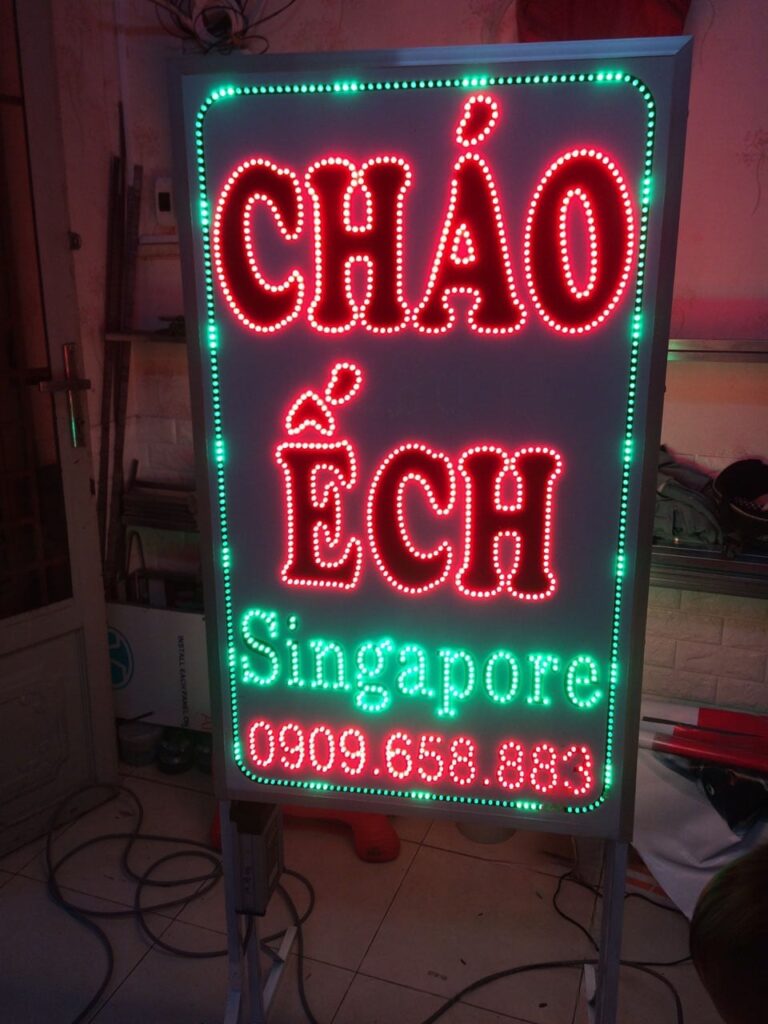 CHÁO
ẾCH
Singapore
0909.658.883